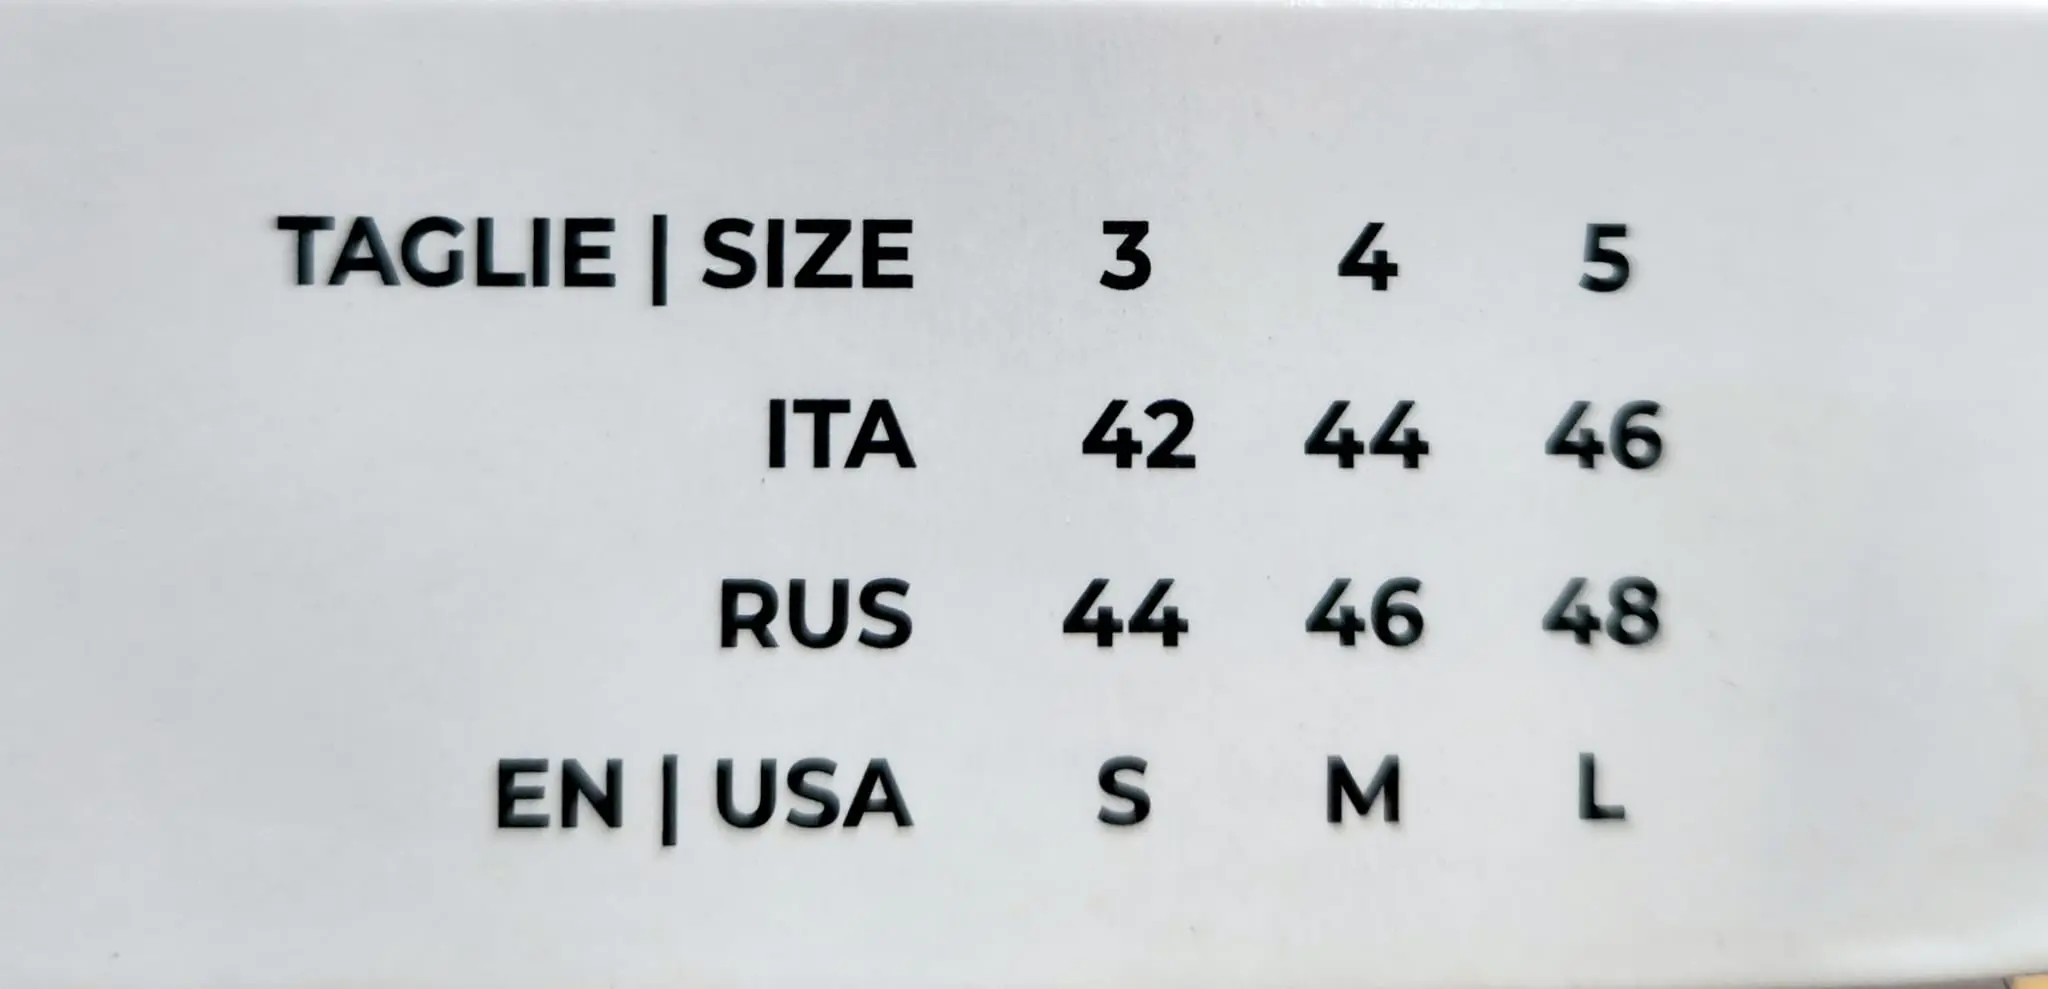 TAGLIE | SIZE 3 4 5
ITA 42 44 46
RUS 44 46 48
EN | USA S M L